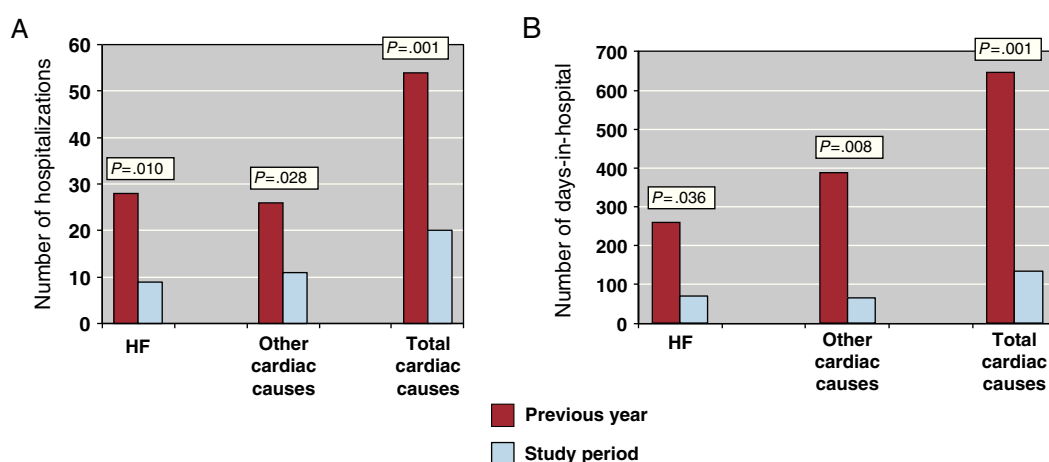 A
Number of hospitalizations
60
50
40
30
20
10
0
P=.010
P=.028
P=.001
HF
Other
cardiac
causes
Total
cardiac
causes
B
Number of days-in-hospital
700
600
500
400
300
200
100
0
P=.036
P=.008
P=.001
HF
Other
cardiac
causes
Total
cardiac
causes
Previous year
Study period